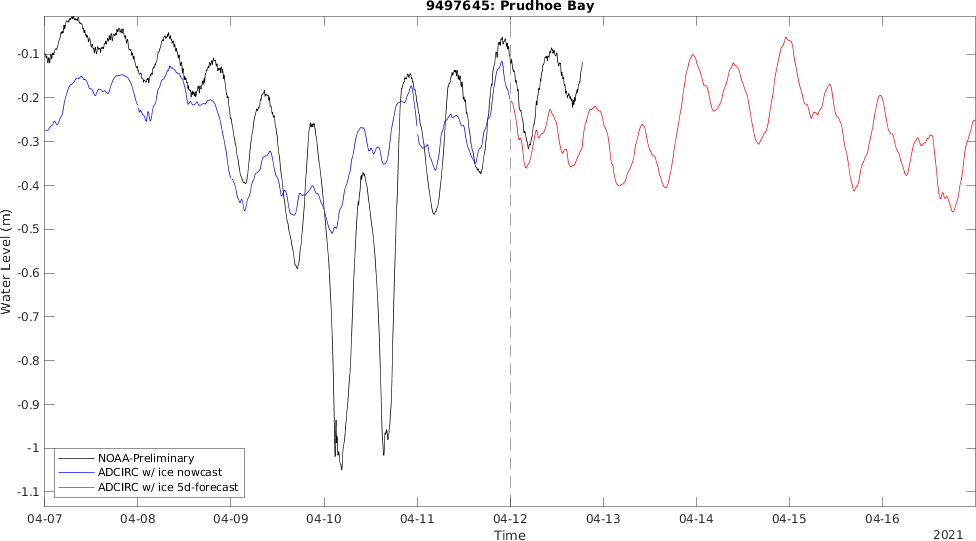 9497645: Prudhoe Bay
-0.1
-0.2
-0.3
-0.4
-0.5
-0.6
-0.7
-0.8
-0.9
-1
-1.1
Water Level (m)
NOAA-Preliminary
ADCIRC w/ ice nowcast
ADCIRC w/ ice 5d-forecast
04-07 04-08 04-09 04-10 04-11 04-12 04-13 04-14 04-15 04-16
Time
2021